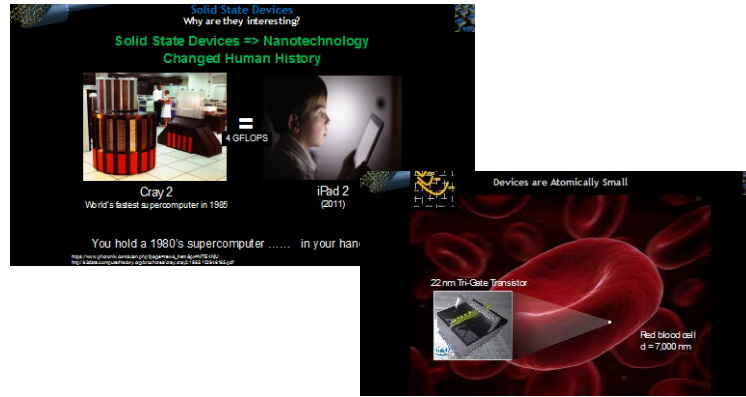 Solid State Devices
Why are they interesting?
Solid State Devices => Nanotechnology
Changed Human History
=
4 GFLOPS
Cray 2
World's fastest supercomputer in 1985
iPad 2
(2011)
You hold a 1980's supercomputer …… in your han
Devices are Atomically Small
22 nm Tri-Gate Transistor
Red blood cell
d = 7,000 nm